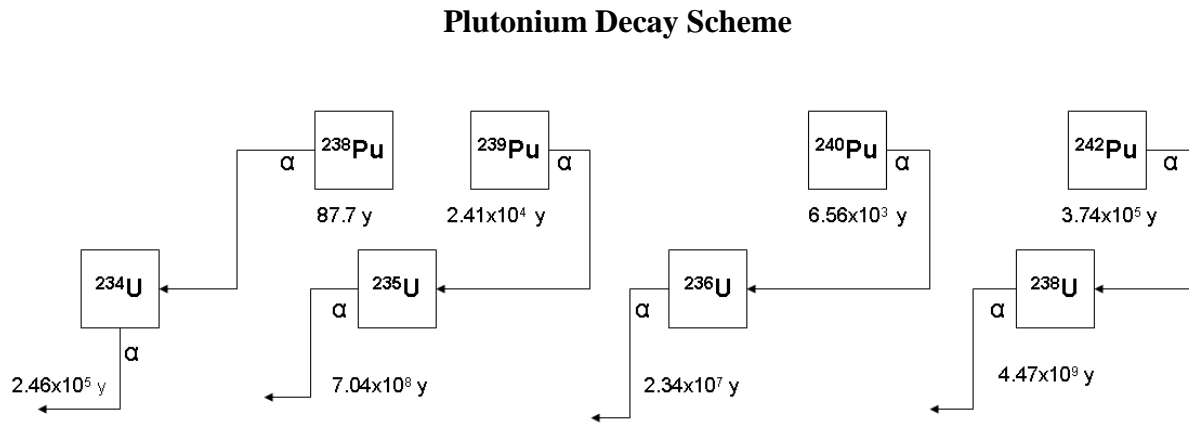 Plutonium Decay Scheme
²³⁸Pu ²³⁹Pu ²⁴⁰Pu ²⁴²Pu
α α α α
87.7 y 2.41x10⁴ y 6.56x10³ y 3.74x10⁵ y
²³⁴U ²³⁵U ²³⁶U ²³⁸U
α α α α
2.46x10⁵ y 7.04x10⁸ y 2.34x10⁷ y 4.47x10⁹ y